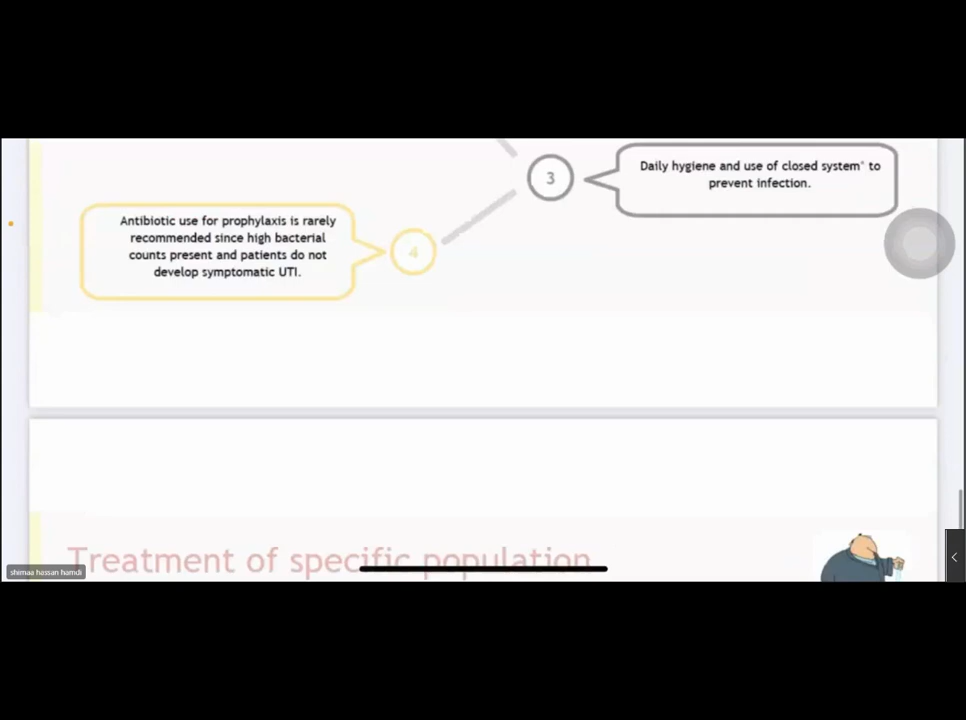 3
Daily hygiene and use of closed system* to
prevent infection.
Antibiotic use for prophylaxis is rarely
recommended since high bacterial
counts present and patients do not
develop symptomatic UTI.
4
Treatment of specific population
shimaa hassan hamdi